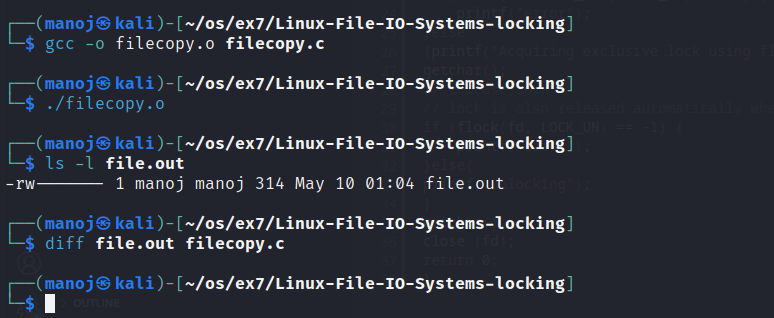 ┌──(manoj㉿kali)-[~/os/ex7/Linux-File-IO-Systems-locking]
└─$ gcc -o filecopy.o filecopy.c
┌──(manoj㉿kali)-[~/os/ex7/Linux-File-IO-Systems-locking]
└─$ ./filecopy.o
┌──(manoj㉿kali)-[~/os/ex7/Linux-File-IO-Systems-locking]
└─$ ls -l file.out
-rw------- 1 manoj manoj 314 May 10 01:04 file.out
┌──(manoj㉿kali)-[~/os/ex7/Linux-File-IO-Systems-locking]
└─$ diff file.out filecopy.c
┌──(manoj㉿kali)-[~/os/ex7/Linux-File-IO-Systems-locking]
└─$
OUTLINE